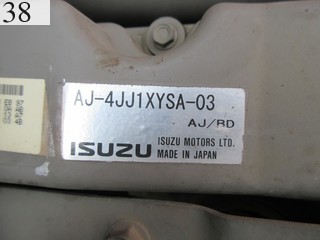 38
AJ-4JJ1XYSA-03
AJ/RD
ISUZU
ISUZU MOTORS LTD.
MADE IN JAPAN